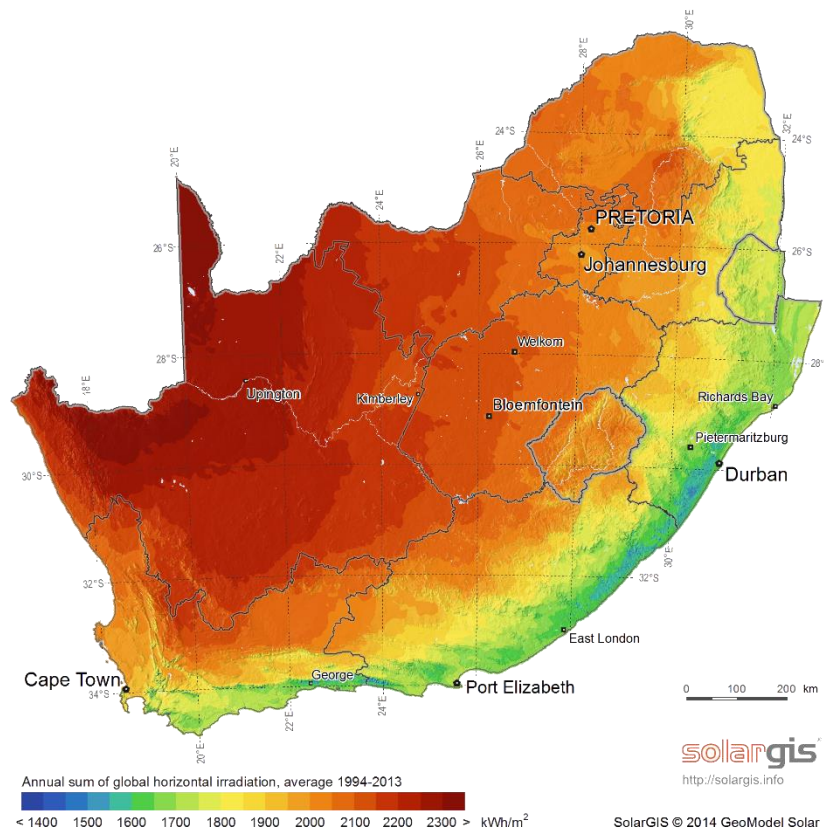 30°E
28°E
32°E
24°S
24°S
26°E
20°E
24°E
PRETORIA
26°S
22°E
26°S
Johannesburg
Welkom
28°S
28°
18°E
Upington
Kimberley
Bloemfontein
Richards Bay
Pietermaritzburg
30°S
Durban
30°E
32°S
32°S
East London
Cape Town
34°S
George
Port Elizabeth
24°E
22°E
20°E
0 100 200 km
solargis
http://solargis.info
Annual sum of global horizontal irradiation, average 1994-2013
< 1400 1500 1600 1700 1800 1900 2000 2100 2200 2300 > kWh/m²
SolarGIS © 2014 GeoModel Solar